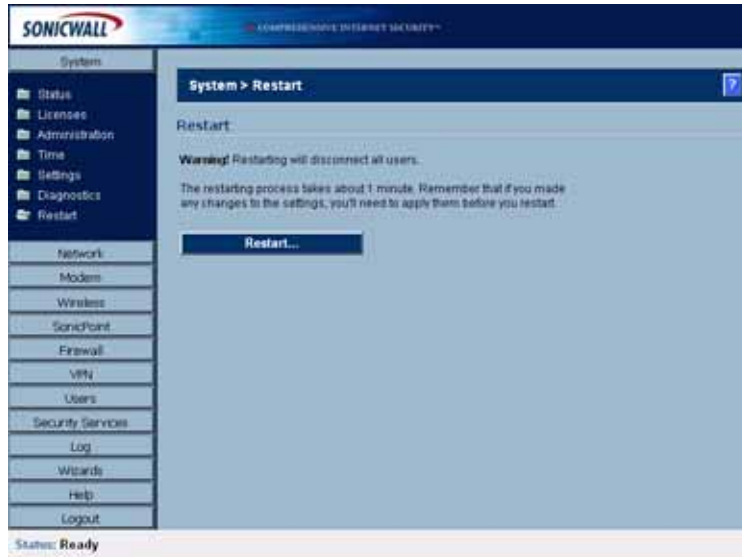 SONICWALL
COMPREHENSIVE INTERNET SECURITY™
System
Status
Licenses
Administration
Time
Settings
Diagnostics
Restart
Network
Modem
Wireless
SonicPoint
Firewall
VPN
Users
Security Services
Log
Wizards
Help
Logout
System > Restart
?
Restart
Warning! Restarting will disconnect all users.
The restarting process takes about 1 minute. Remember that if you made
any changes to the settings, you'll need to apply them before you restart.
Restart...
Status: Ready